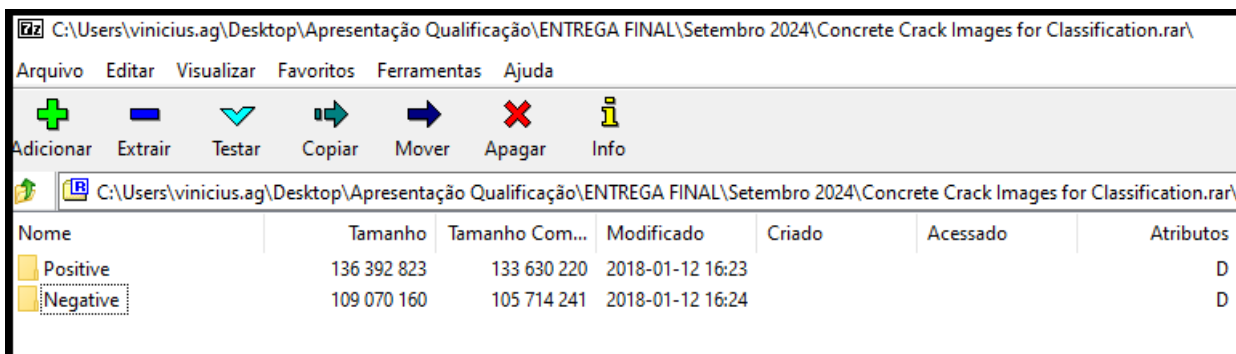 C:\Users\vinicius.ag\Desktop\Apresentação Qualificação\ENTREGA FINAL\Setembro 2024\Concrete Crack Images for Classification.rar\
Arquivo Editar Visualizar Favoritos Ferramentas Ajuda
Adicionar Extrair Testar Copiar Mover Apagar Info
C:\Users\vinicius.ag\Desktop\Apresentação Qualificação\ENTREGA FINAL\Setembro 2024\Concrete Crack Images for Classification.rar\
Nome Tamanho Tamanho Com... Modificado Criado Acessado Atributos
Positive 136 392 823 133 630 220 2018-01-12 16:23 D
Negative 109 070 160 105 714 241 2018-01-12 16:24 D